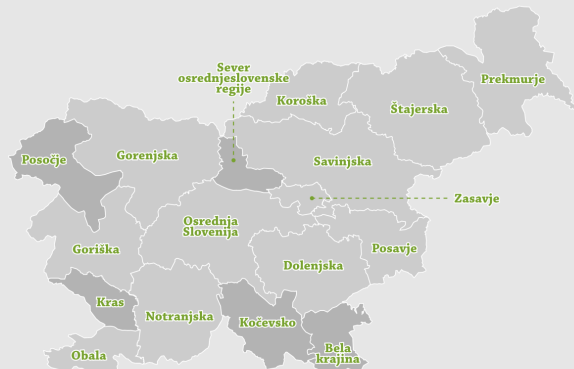 Sever
osrednjeslovenske
regije
Koroška
Prekmurje
Štajerska
Posočje
Gorenjska
Savinjska
Zasavje
Osrednja
Slovenija
Goriška
Posavje
Dolenjska
Kras
Notranjska
Kočevsko
Obala
Bela
krajina